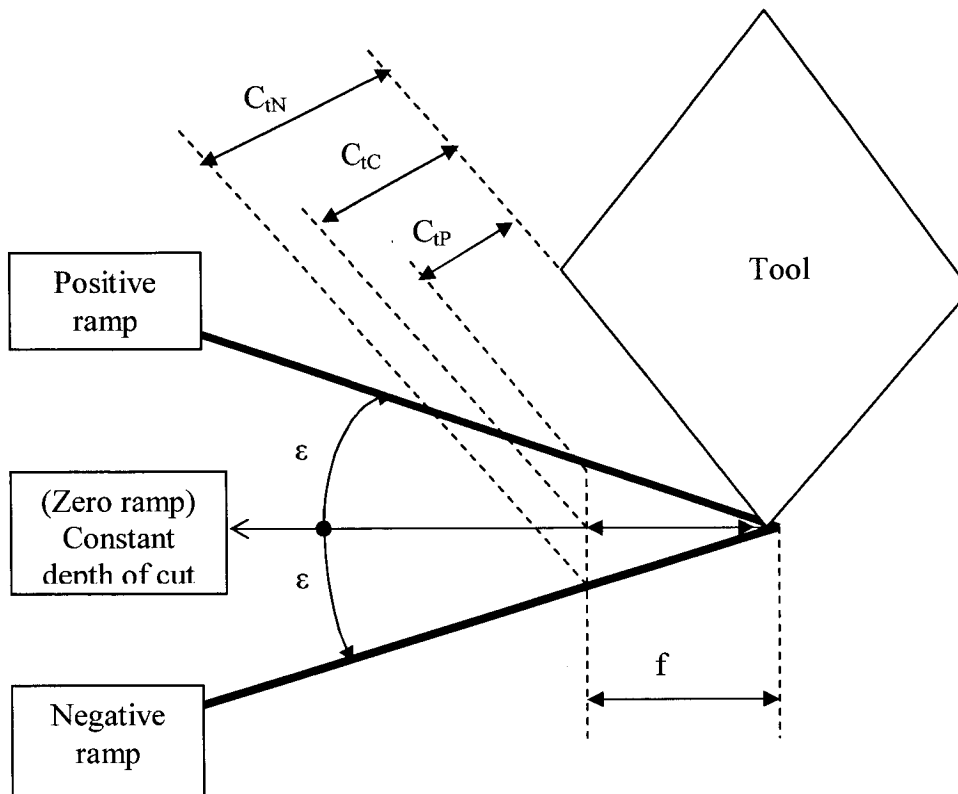 C_tN
C_tC
C_tP
Tool
Positive
ramp
ε
(Zero ramp)
Constant
depth of cut
ε
f
Negative
ramp